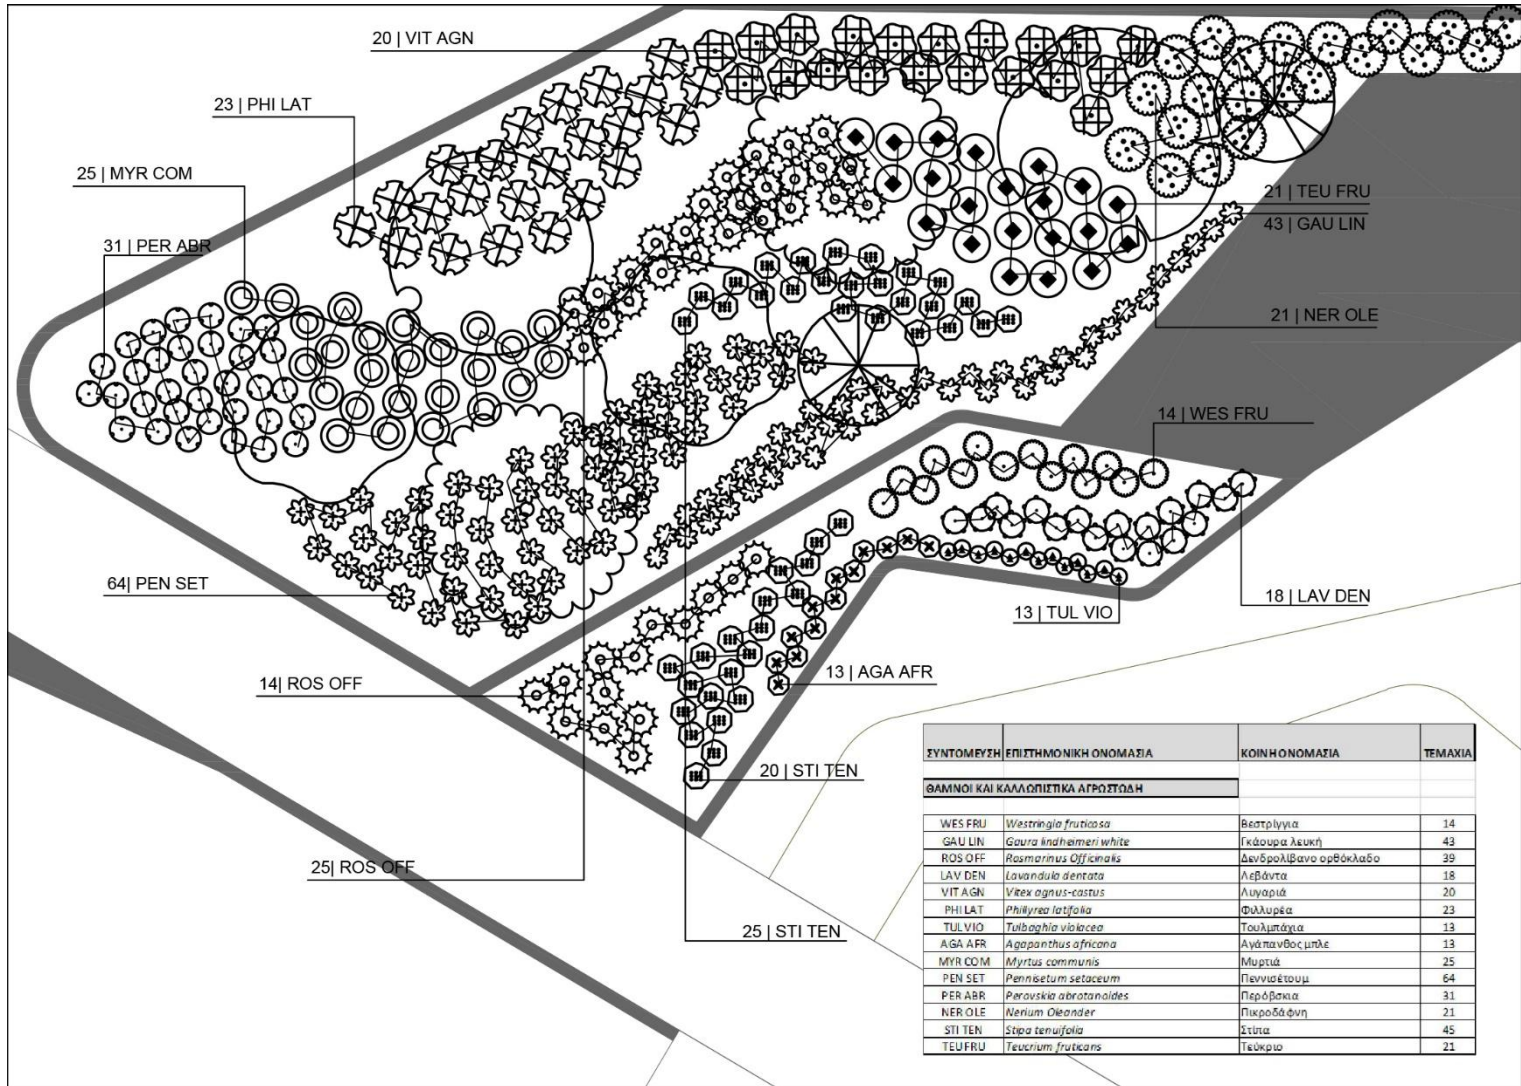 20 | VIT AGN
23 | PHI LAT
25 | MYR COM
31 | PER ABR
21 | TEU FRU
43 | GAU LIN
21 | NER OLE
14 | WES FRU
64| PEN SET
18 | LAV DEN
13 | TUL VIO
14| ROS OFF
13 | AGA AFR
20 | STI TEN
25| ROS OFF
25 | STI TEN
ΣΥΝΤΟΜΕΥΣΗ ΕΠΙΣΤΗΜΟΝΙΚΗ ΟΝΟΜΑΣΙΑ ΚΟΙΝΗ ΟΝΟΜΑΣΙΑ ΤΕΜΑΧΙΑ
ΘΑΜΝΟΙ ΚΑΙ ΚΑΛΛΩΠΙΣΤΙΚΑ ΑΓΡΩΣΤΩΔΗ
WES FRU Westringia fruticosa Βεστρίγγια 14
GAU LIN Gaura lindheimeri white Γκάουρα λευκή 43
ROS OFF Rosmarinus Officinalis Δενδρολίβανο ορθόκλαδο 39
LAV DEN Lavandula dentata Λεβάντα 18
VIT AGN Vitex agnus-castus Λυγαριά 20
PHI LAT Phillyrea latifolia Φιλλυρέα 23
TUL VIO Tulbaghia violacea Τουλμπάχια 13
AGA AFR Agapanthus africana Αγάπανθος μπλε 13
MYR COM Myrtus communis Μυρτιά 25
PEN SET Pennisetum setaceum Πεννισέτουμ 64
PER ABR Perovskia abrotanoides Περόβσκια 31
NER OLE Nerium Oleander Πικροδάφνη 21
STI TEN Stipa tenuifolia Στίπα 45
TEU FRU Teucrium fruticans Τεύκριο 21